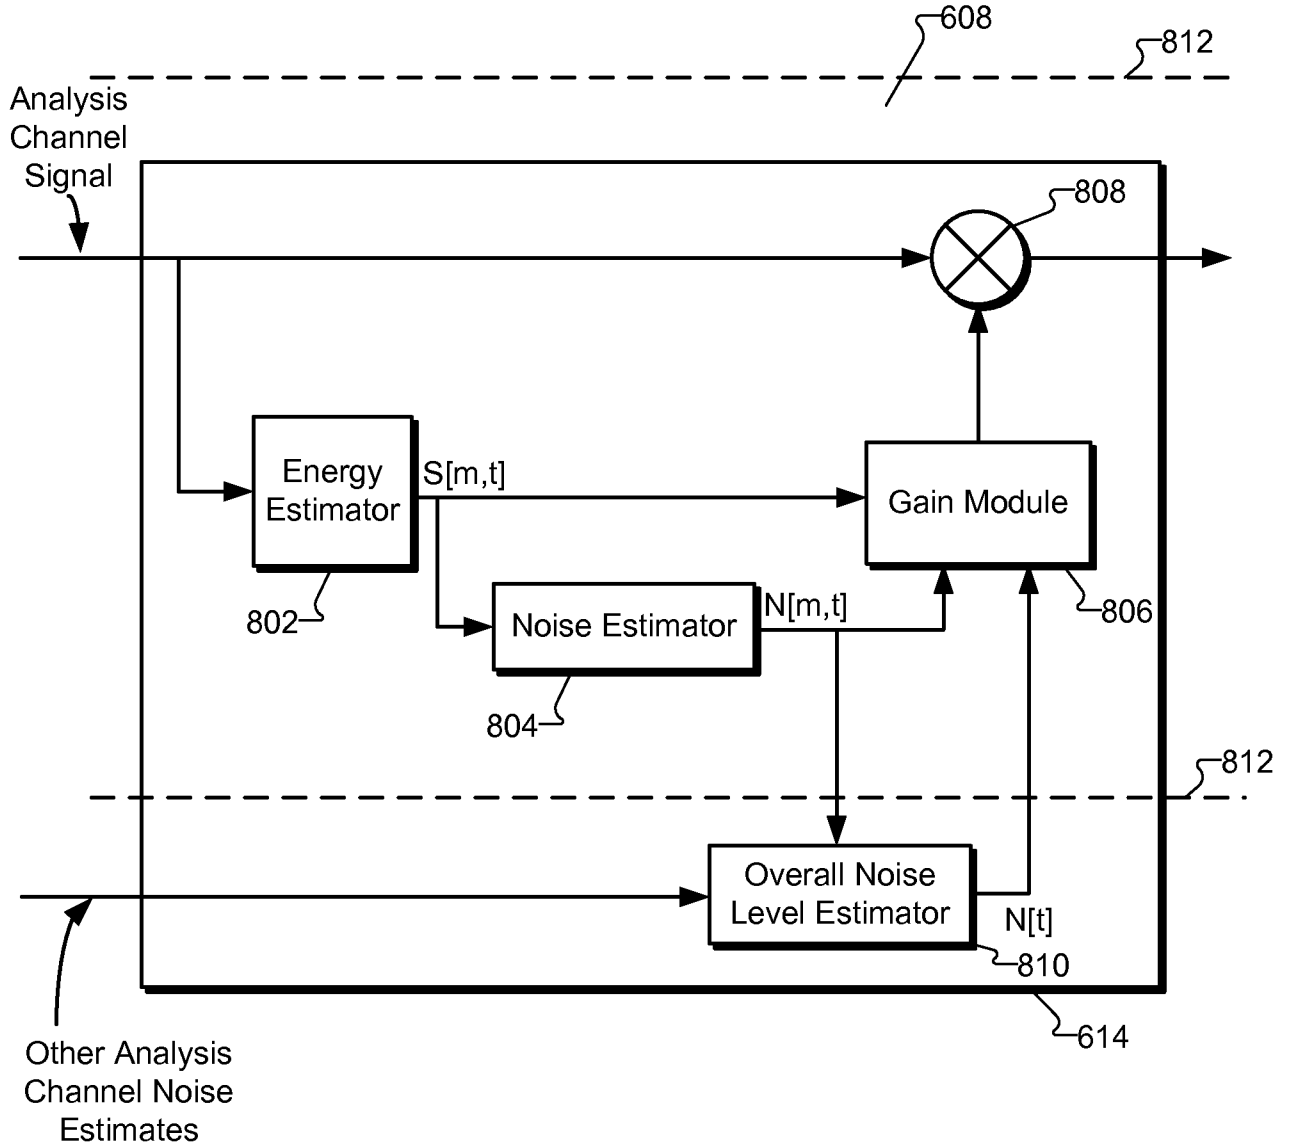 608
812
Analysis
Channel
Signal
808
Energy
Estimator
S[m,t]
Gain Module
802
Noise Estimator
N[m,t]
806
804
812
Overall Noise
Level Estimator
N[t]
810
614
Other Analysis
Channel Noise
Estimates